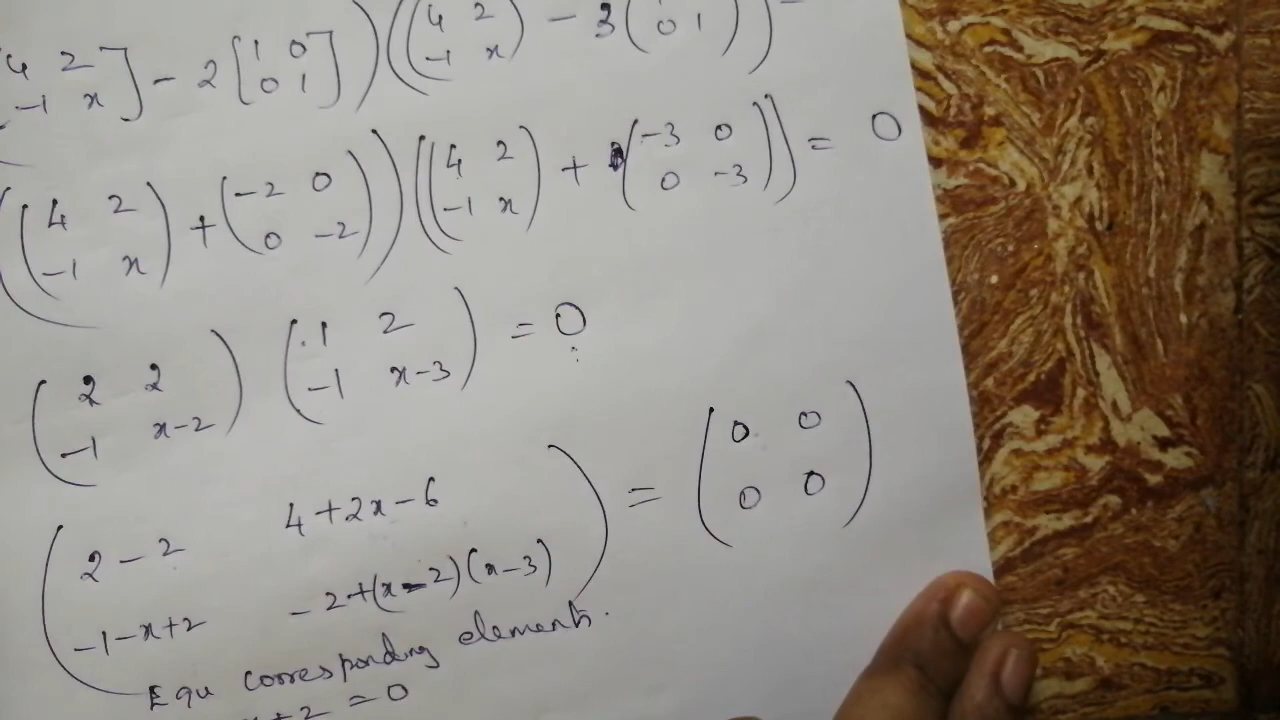 4 2 4 2
-1 x ] - 2 [ 1 0 0 1 ] ) ( ( -1 x ) - 3 ( 0 1 ) )
( ( 4 2 -1 x ) + ( -2 0 0 -2 ) ) ( ( 4 2 -1 x ) + ( -3 0 0 -3 ) ) = 0
( 2 2 -1 x-2 ) ( 1 2 -1 x-3 ) = 0
( 2-2 4+2x-6
-1-x+2 -2+(x-2)(x-3) ) = ( 0 0 0 0 )
Equ corresponding elements.
x+2 = 0